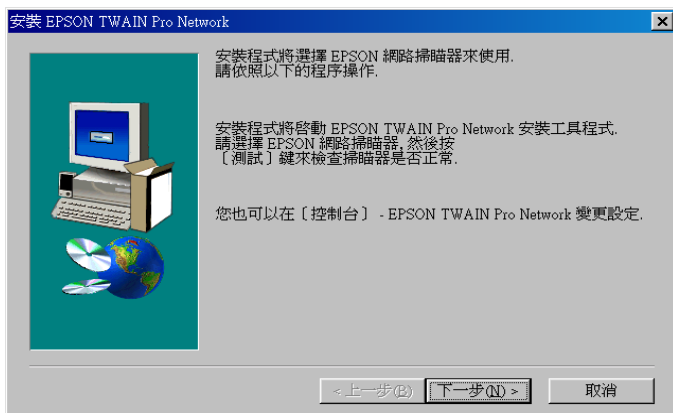 安裝 EPSON TWAIN Pro Network
安裝程式將選擇 EPSON 網路掃瞄器來使用.
請依照以下的程序操作.
安裝程式將啓動 EPSON TWAIN Pro Network 安裝工具程式.
請選擇 EPSON 網路掃瞄器, 然後按
〔測試〕鍵來檢查掃瞄器是否正常.
您也可以在〔控制台〕 - EPSON TWAIN Pro Network 變更設定.
< 上一步(B)
下一步(N) >
取消